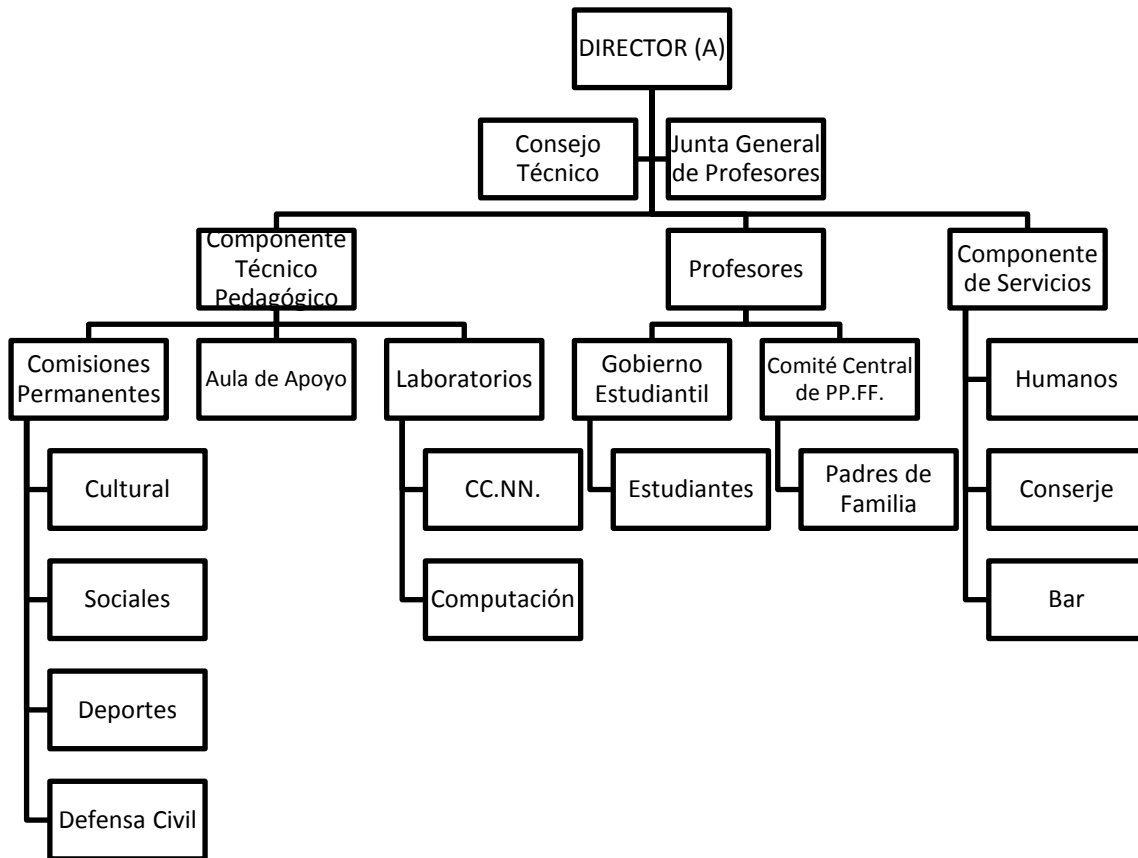 DIRECTOR (A)
Consejo
Técnico
Junta General
de Profesores
Componente
Técnico
Pedagógico
Profesores
Componente
de Servicios
Comisiones
Permanentes
Aula de Apoyo
Laboratorios
Gobierno
Estudiantil
Comité Central
de PP.FF.
Humanos
Cultural
CC.NN.
Estudiantes
Padres de
Familia
Conserje
Sociales
Computación
Bar
Deportes
Defensa Civil